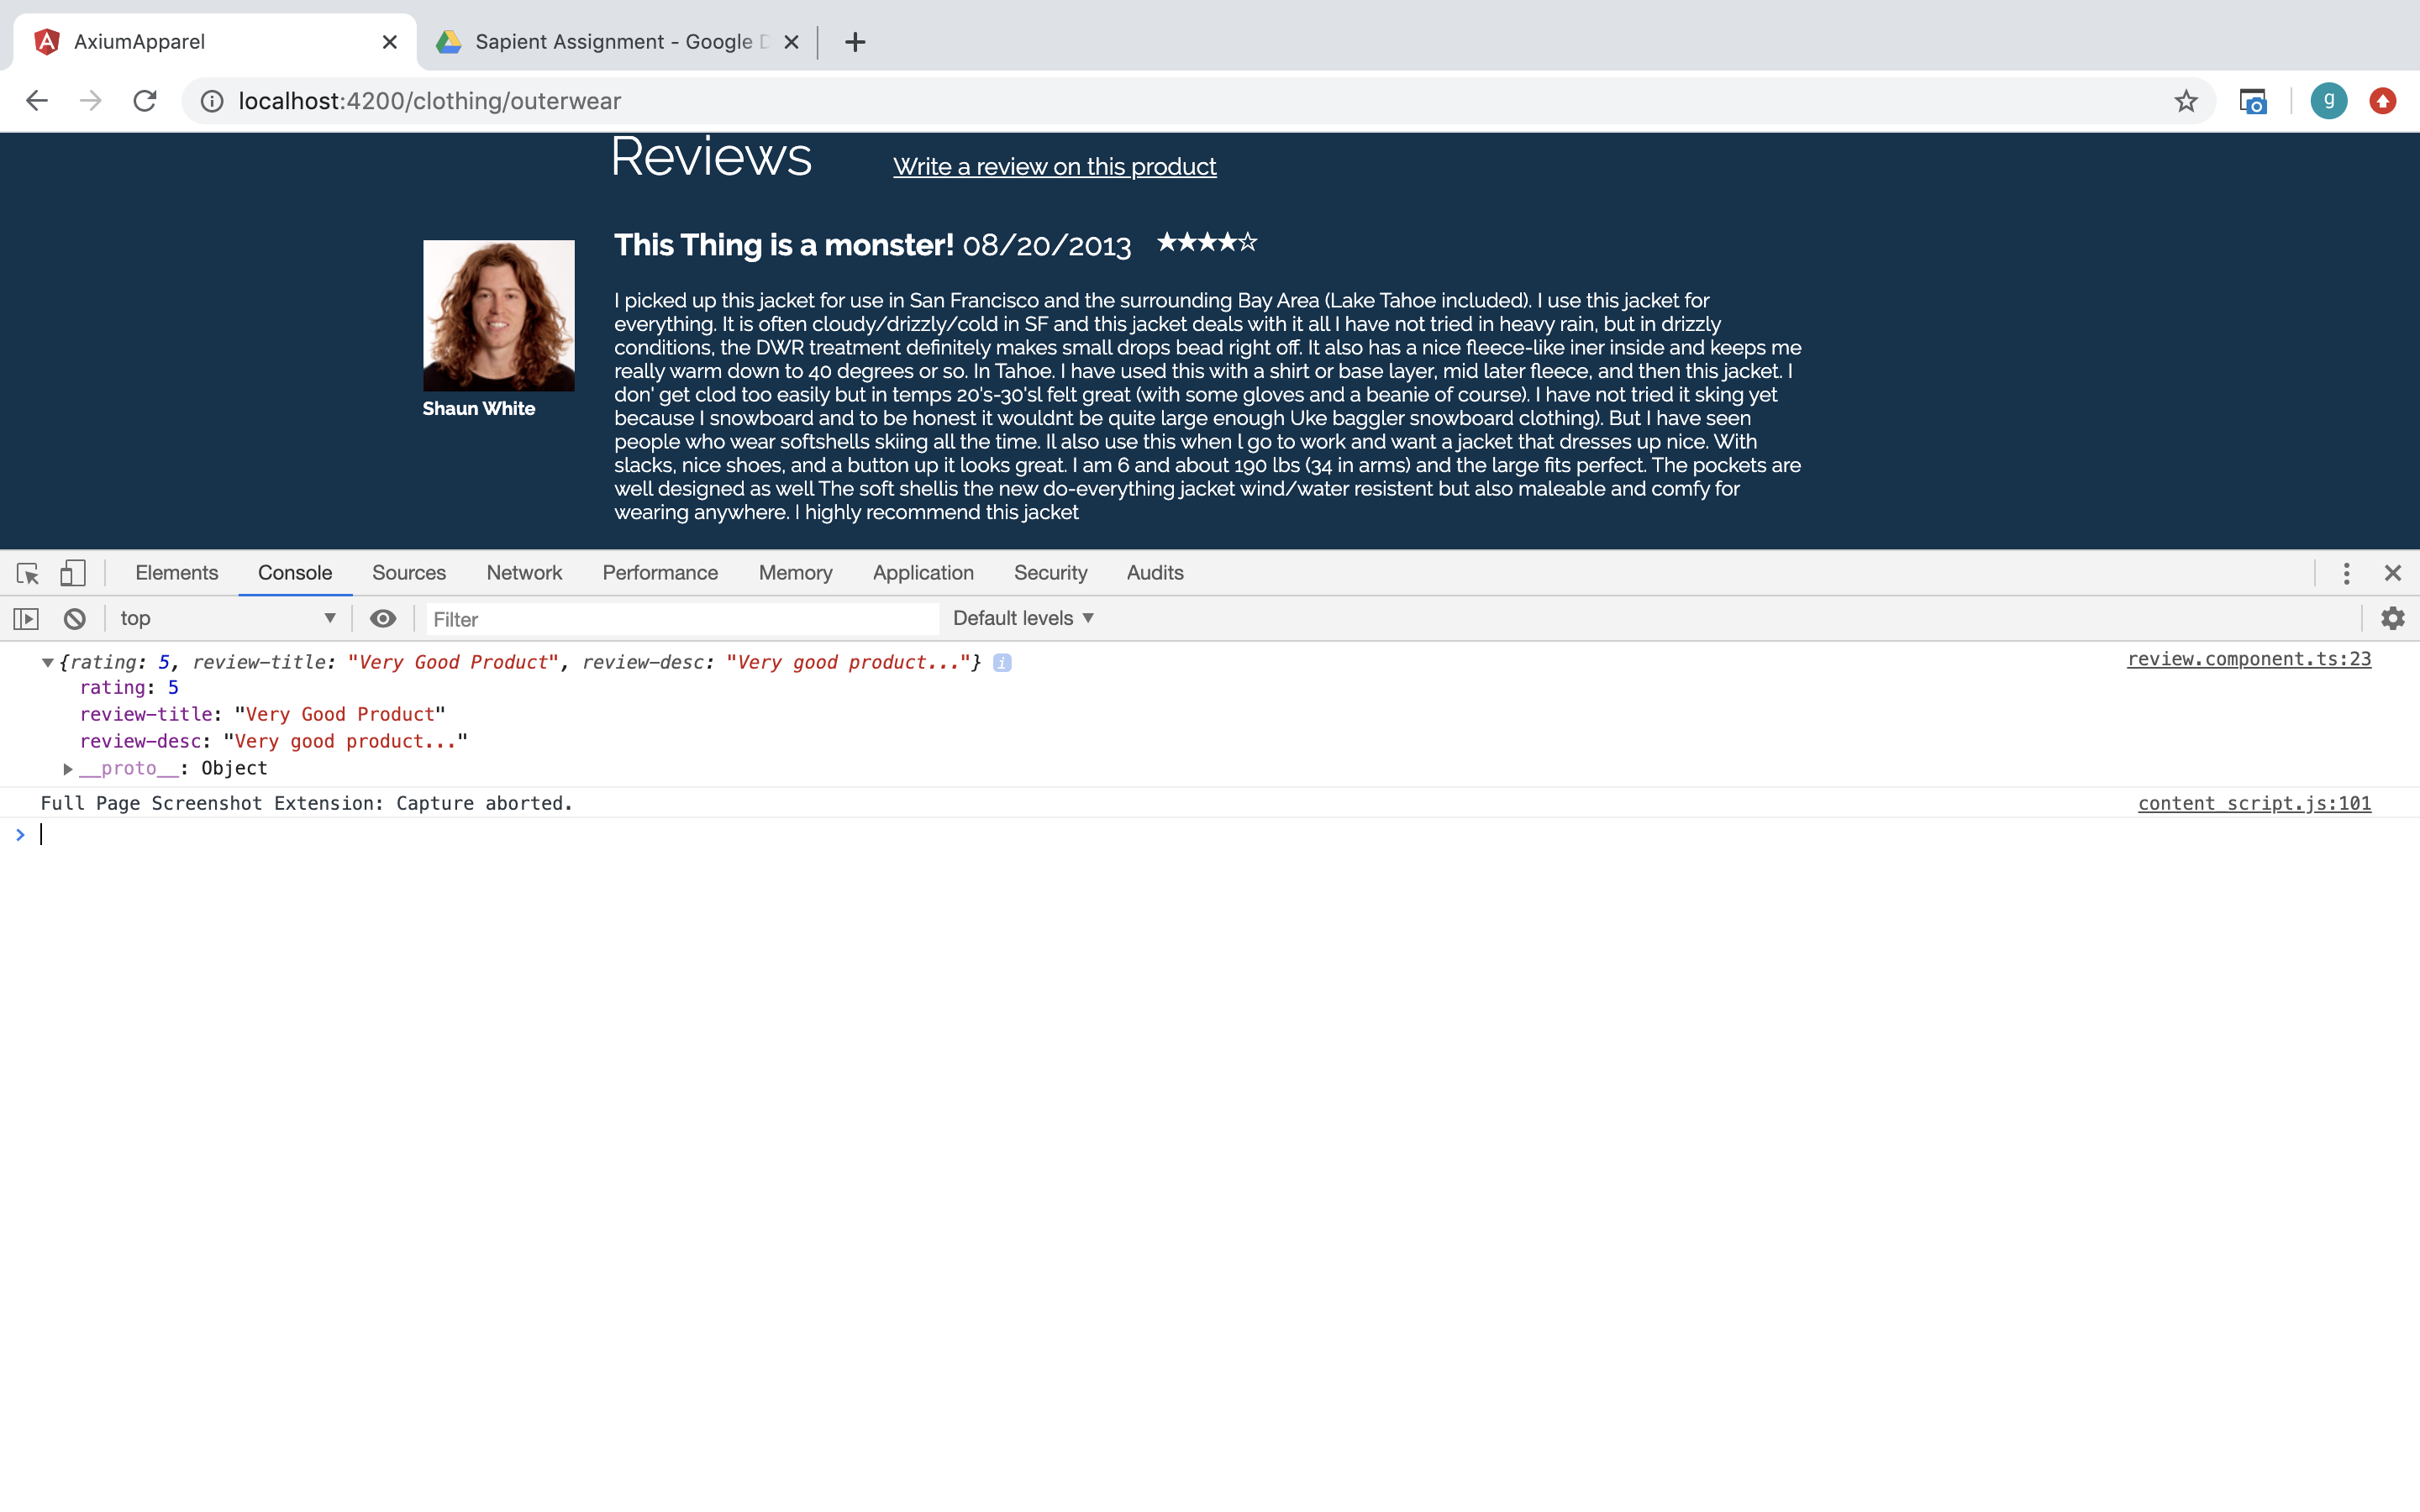 AxiumApparel
Sapient Assignment - Google D
localhost:4200/clothing/outerwear
g
Reviews
Write a review on this product
This Thing is a monster! 08/20/2013 ★★★★☆
I picked up this jacket for use in San Francisco and the surrounding Bay Area (Lake Tahoe included). I use this jacket for
everything. It is often cloudy/drizzly/cold in SF and this jacket deals with it all I have not tried in heavy rain, but in drizzly
conditions, the DWR treatment definitely makes small drops bead right off. It also has a nice fleece-like iner inside and keeps me
really warm down to 40 degrees or so. In Tahoe. I have used this with a shirt or base layer, mid later fleece, and then this jacket. I
don' get clod too easily but in temps 20's-30'sl felt great (with some gloves and a beanie of course). I have not tried it sking yet
because I snowboard and to be honest it wouldnt be quite large enough Uke baggler snowboard clothing). But I have seen
people who wear softshells skiing all the time. Il also use this when l go to work and want a jacket that dresses up nice. With
slacks, nice shoes, and a button up it looks great. I am 6 and about 190 lbs (34 in arms) and the large fits perfect. The pockets are
well designed as well The soft shellis the new do-everything jacket wind/water resistent but also maleable and comfy for
wearing anywhere. I highly recommend this jacket
Shaun White
Elements Console Sources Network Performance Memory Application Security Audits
top Filter Default levels
{rating: 5, review-title: "Very Good Product", review-desc: "Very good product..."} i
review.component.ts:23
rating: 5
review-title: "Very Good Product"
review-desc: "Very good product..."
__proto__: Object
Full Page Screenshot Extension: Capture aborted.
content_script.js:101